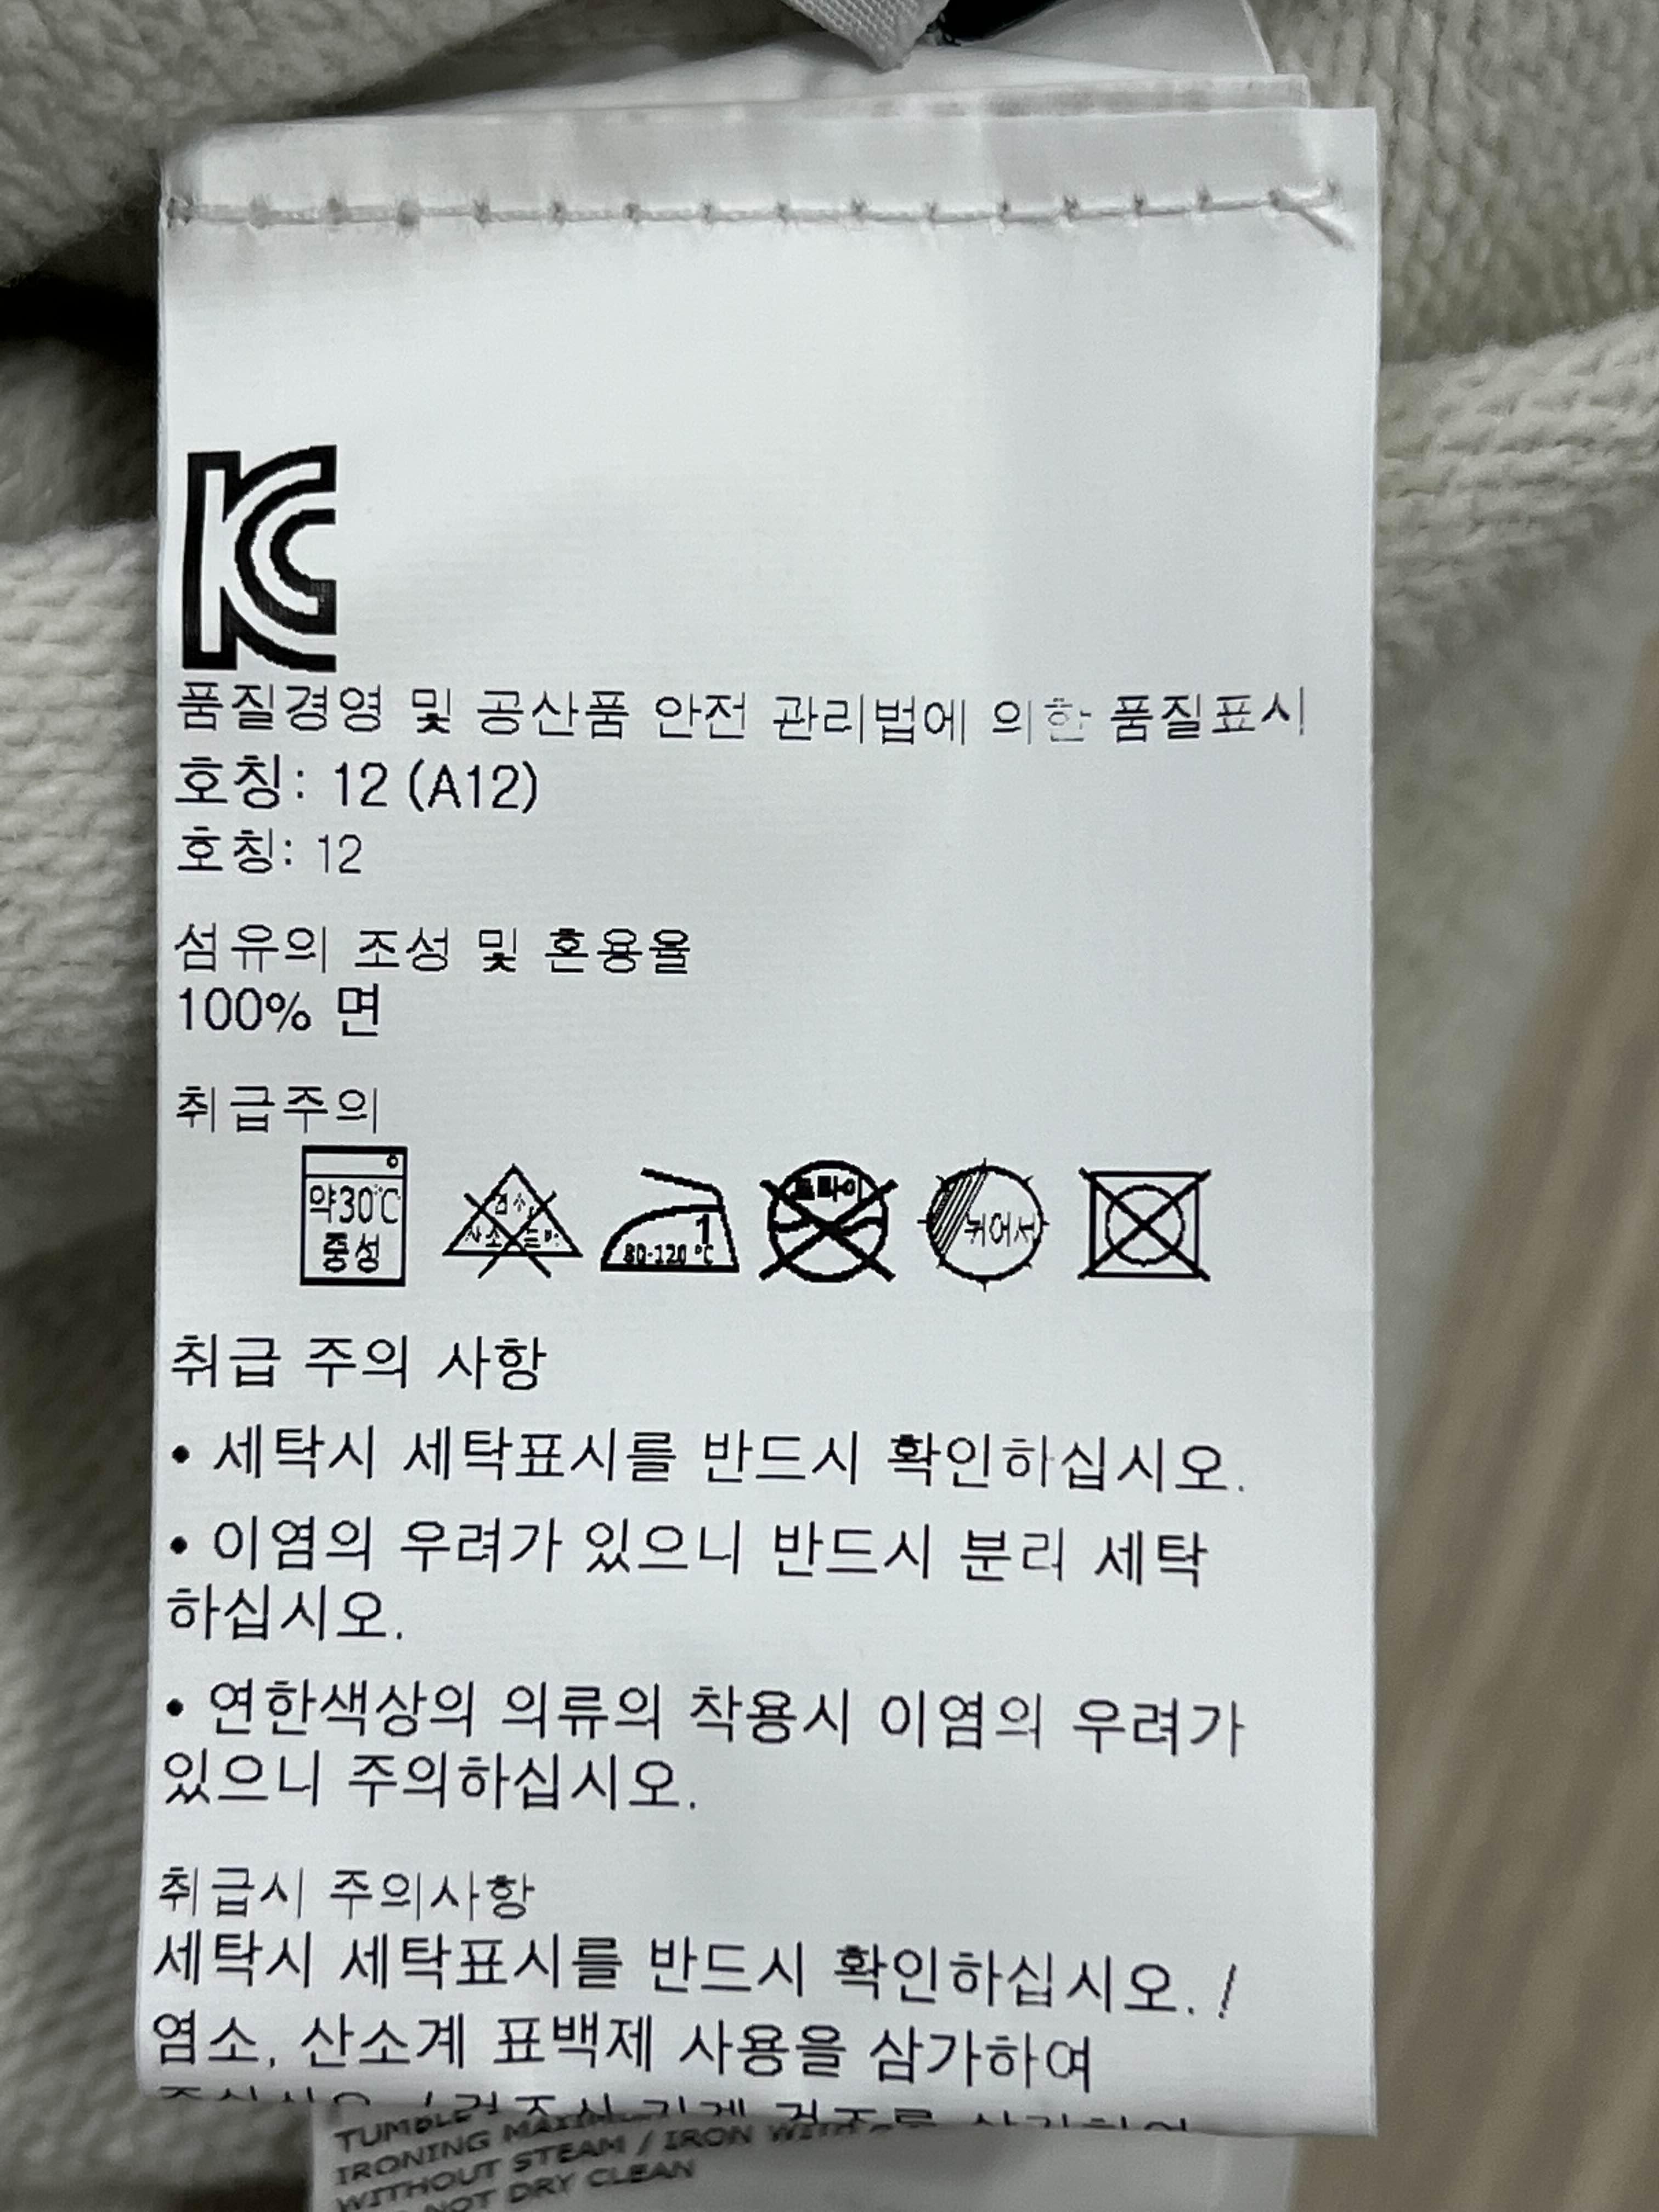 KC
품질경영 및 공산품 안전 관리법에 의한 품질표시
호칭: 12 (A12)
호칭: 12
섬유의 조성 및 혼용율
100% 면
취급주의
약30℃
중성
1
80-120 ℃
드라이
뉘어서
취급 주의 사항
• 세탁시 세탁표시를 반드시 확인하십시오.
• 이염의 우려가 있으니 반드시 분리 세탁
하십시오.
• 연한색상의 의류의 착용시 이염의 우려가
있으니 주의하십시오.
취급시 주의사항
세탁시 세탁표시를 반드시 확인하십시오. /
염소, 산소계 표백제 사용을 삼가하여
TUMBLE
IRONING
WITHOUT STEAM / IRON
NOT DRY CLEAN